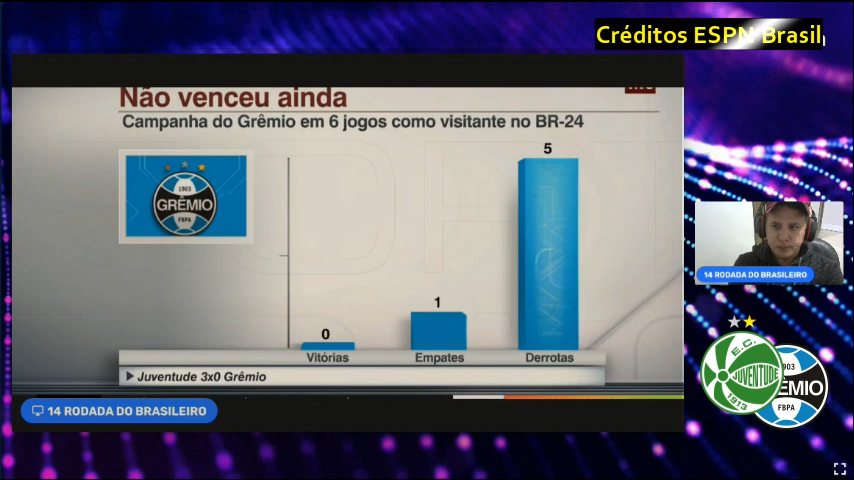 Créditos ESPN Brasil
Não venceu ainda
Campanha do Grêmio em 6 jogos como visitante no BR-24
1903
GRÊMIO
FBPA
5
1
0
Vitórias
Empates
Derrotas
Juventude 3x0 Grêmio
14 RODADA DO BRASILEIRO
14 RODADA DO BRASILEIRO
E.C.
JUVENTUDE
1913
FBPA